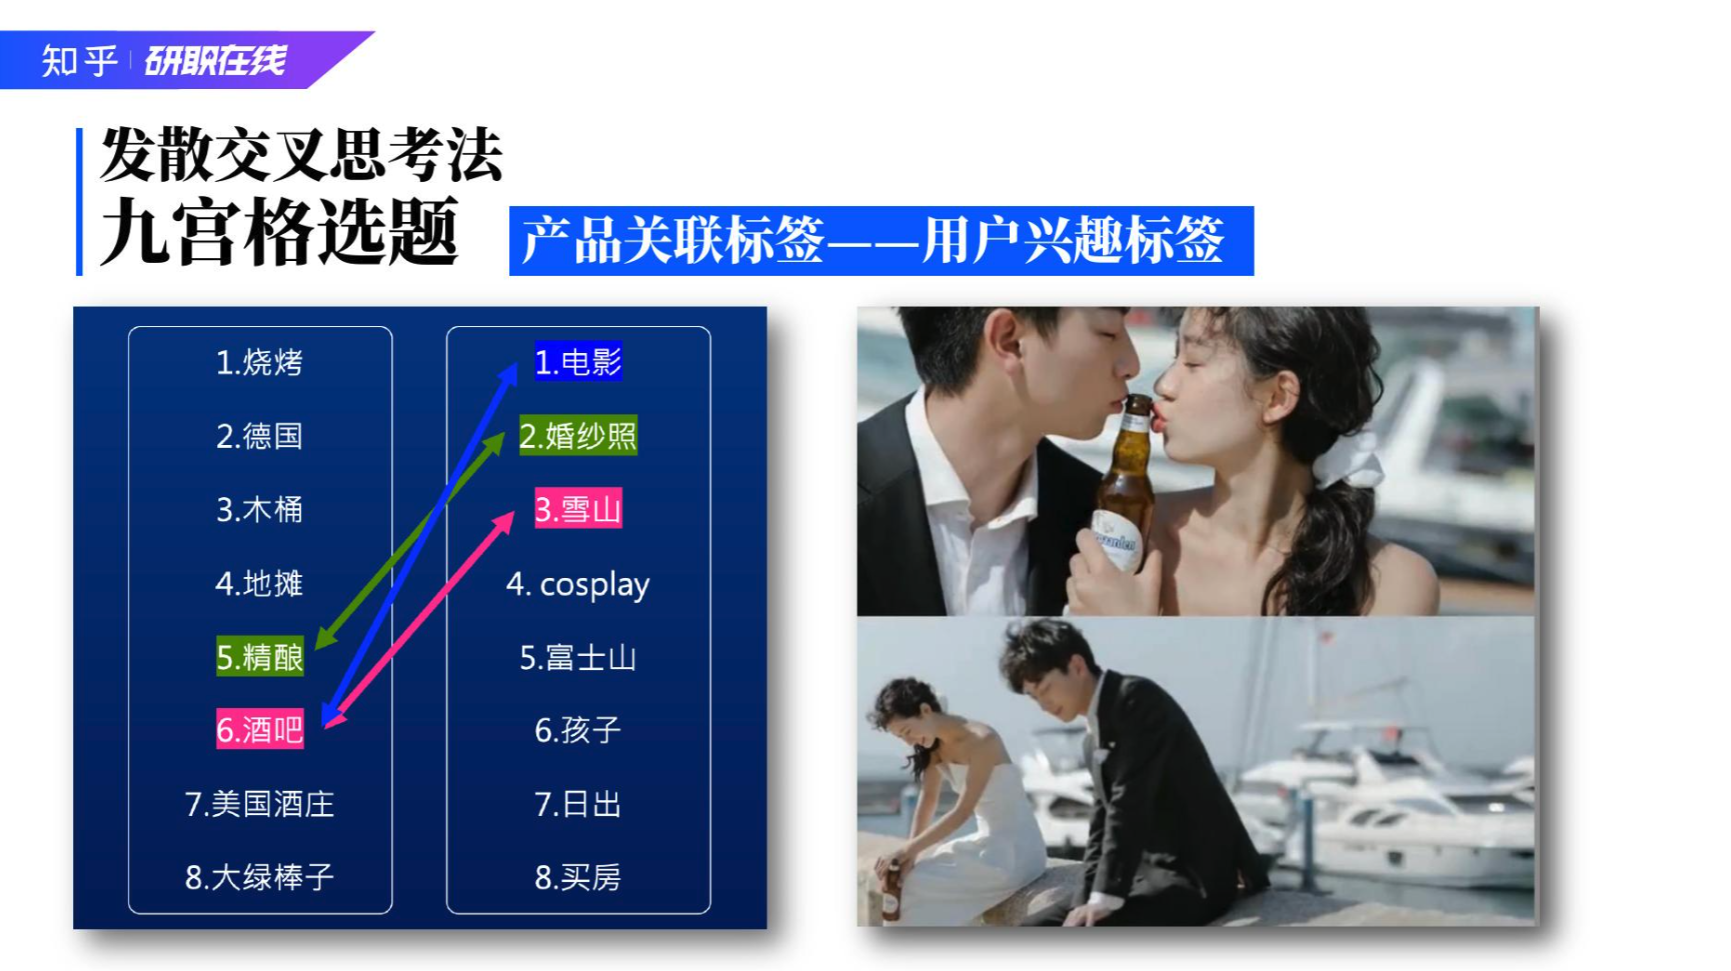 知乎 研职在线
发散交叉思考法
九宫格选题
产品关联标签——用户兴趣标签
1.烧烤
2.德国
3.木桶
4.地摊
5.精酿
6.酒吧
7.美国酒庄
8.大绿棒子
1.电影
2.婚纱照
3.雪山
4. cosplay
5.富士山
6.孩子
7.日出
8.买房